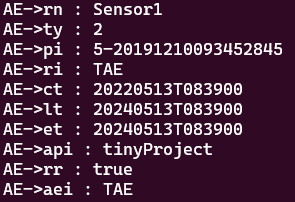 AE->rn : Sensor1
AE->ty : 2
AE->pi : 5-20191210093452845
AE->ri : TAE
AE->ct : 20220513T083900
AE->lt : 20240513T083900
AE->et : 20240513T083900
AE->api : tinyProject
AE->rr : true
AE->aei : TAE